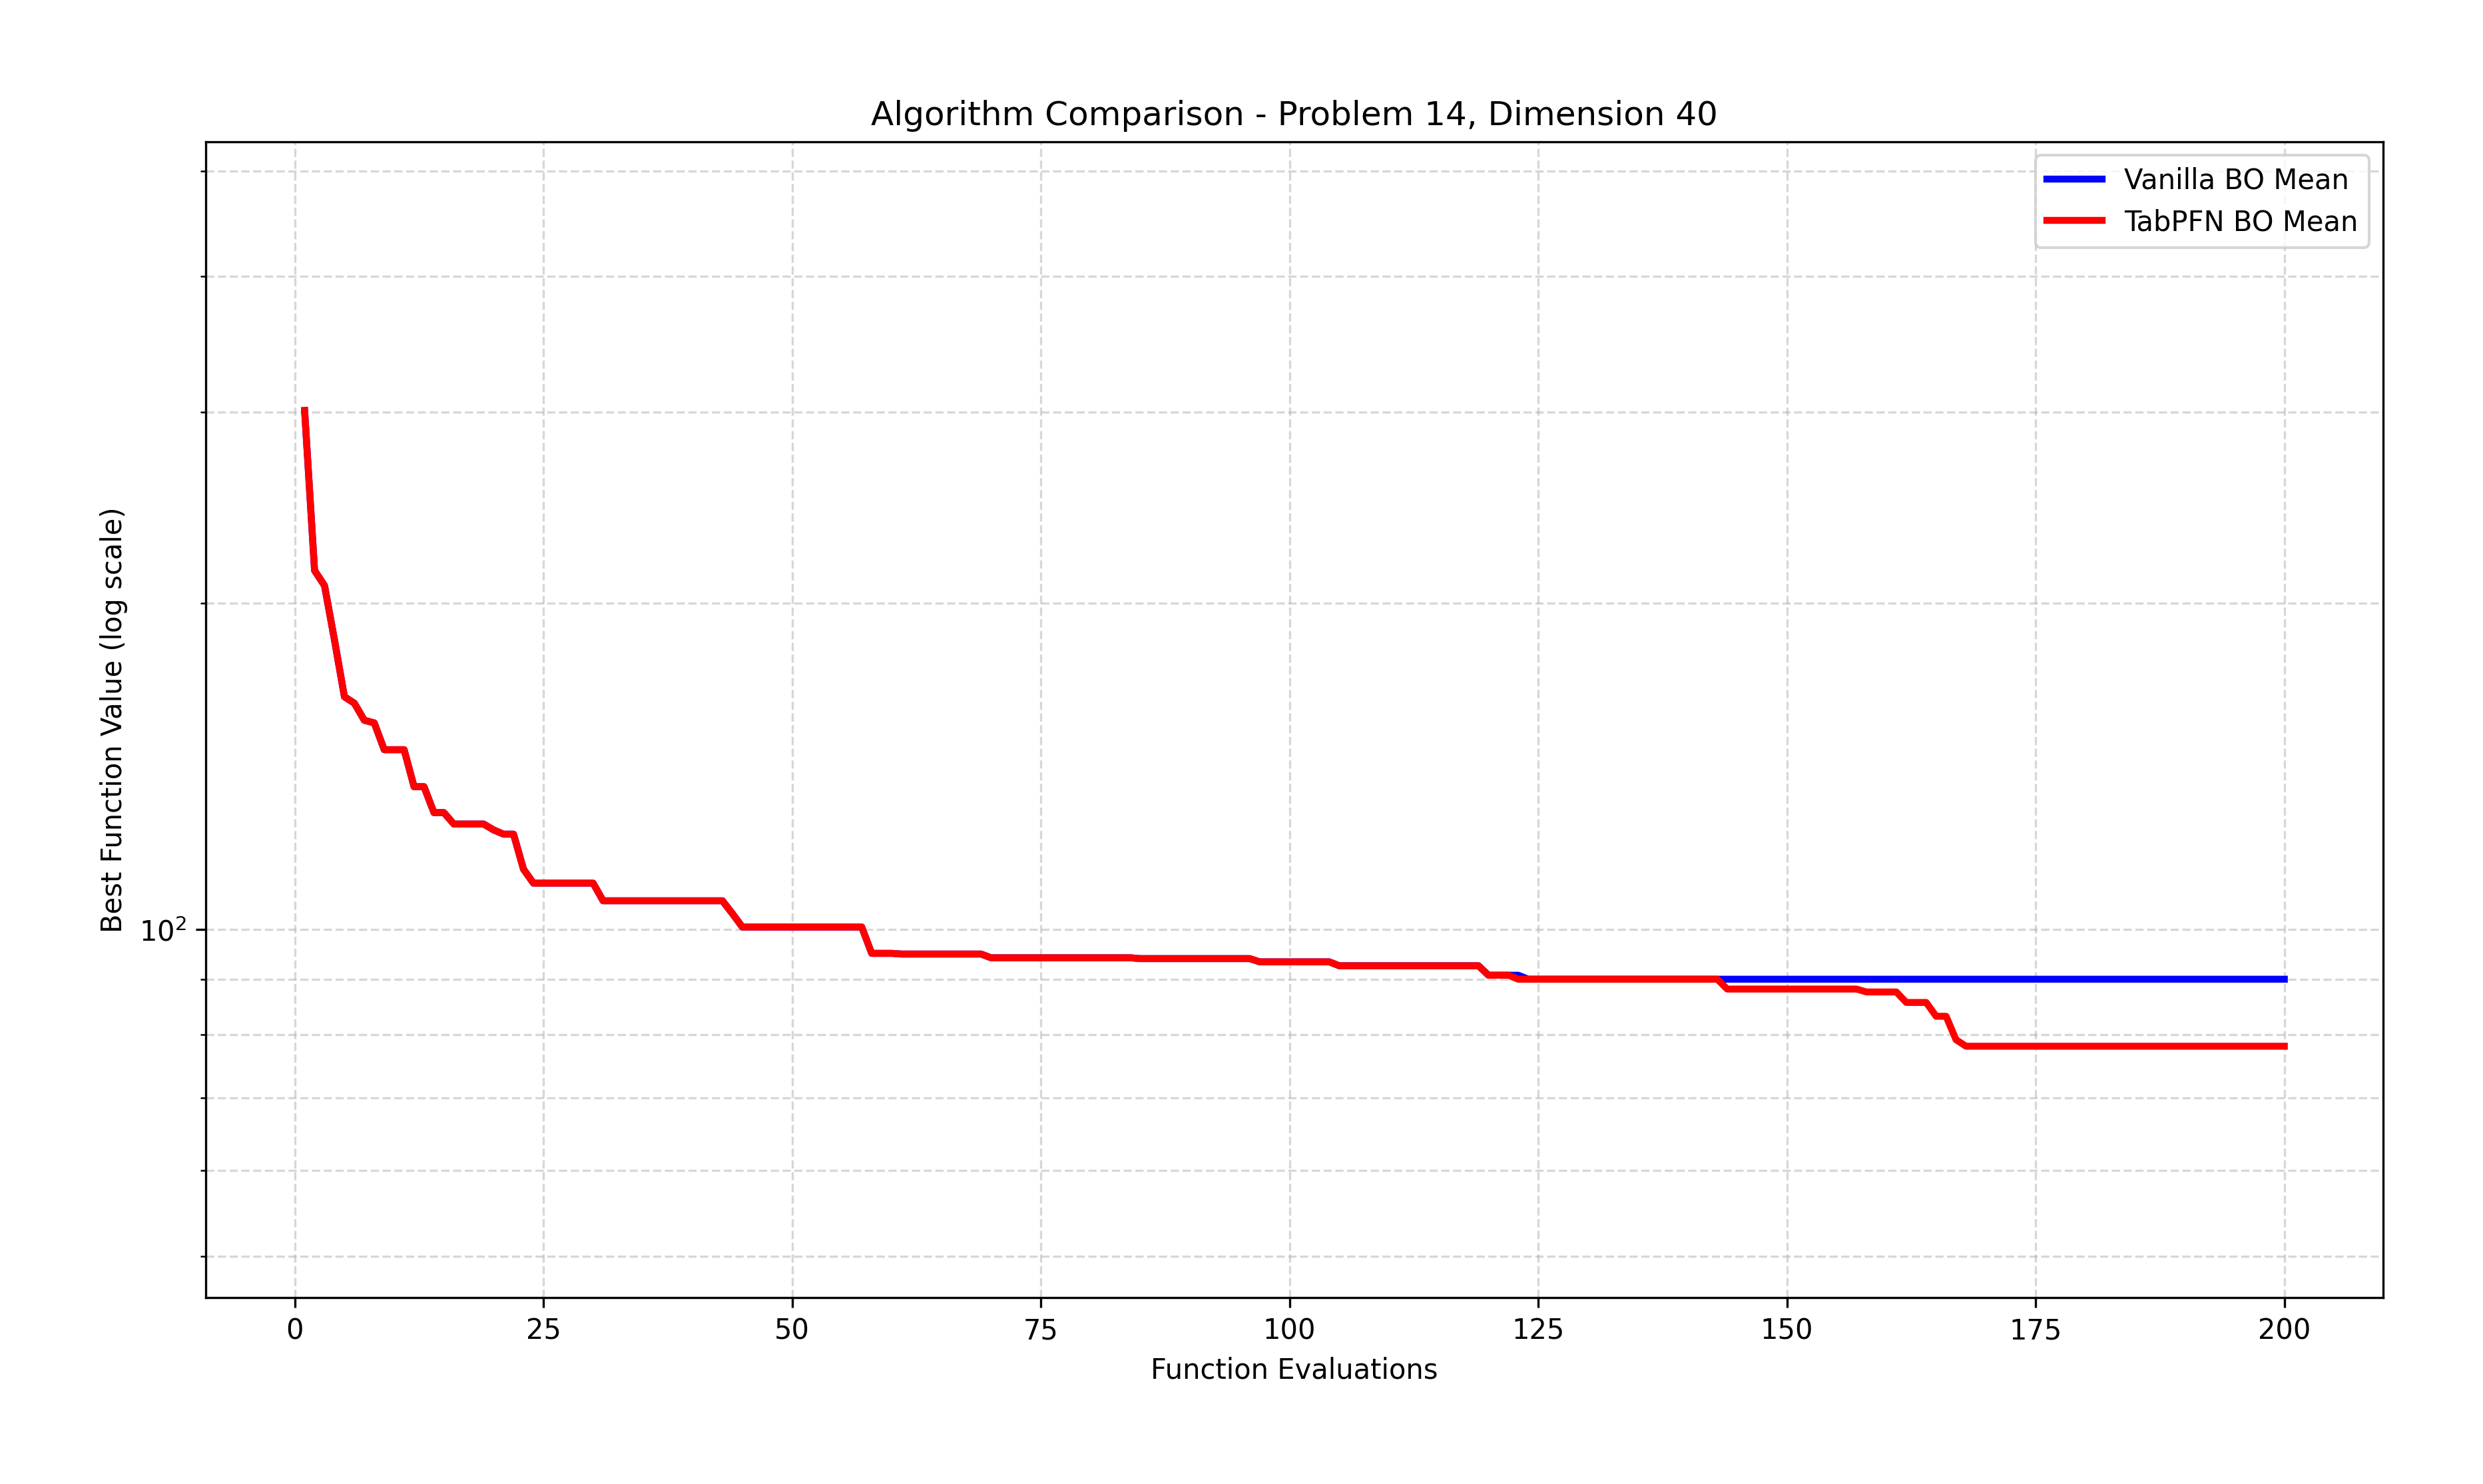 Algorithm Comparison - Problem 14, Dimension 40
Vanilla BO Mean
TabPFN BO Mean
Best Function Value (log scale)
10²
0 25 50 75 100 125 150 175 200
Function Evaluations